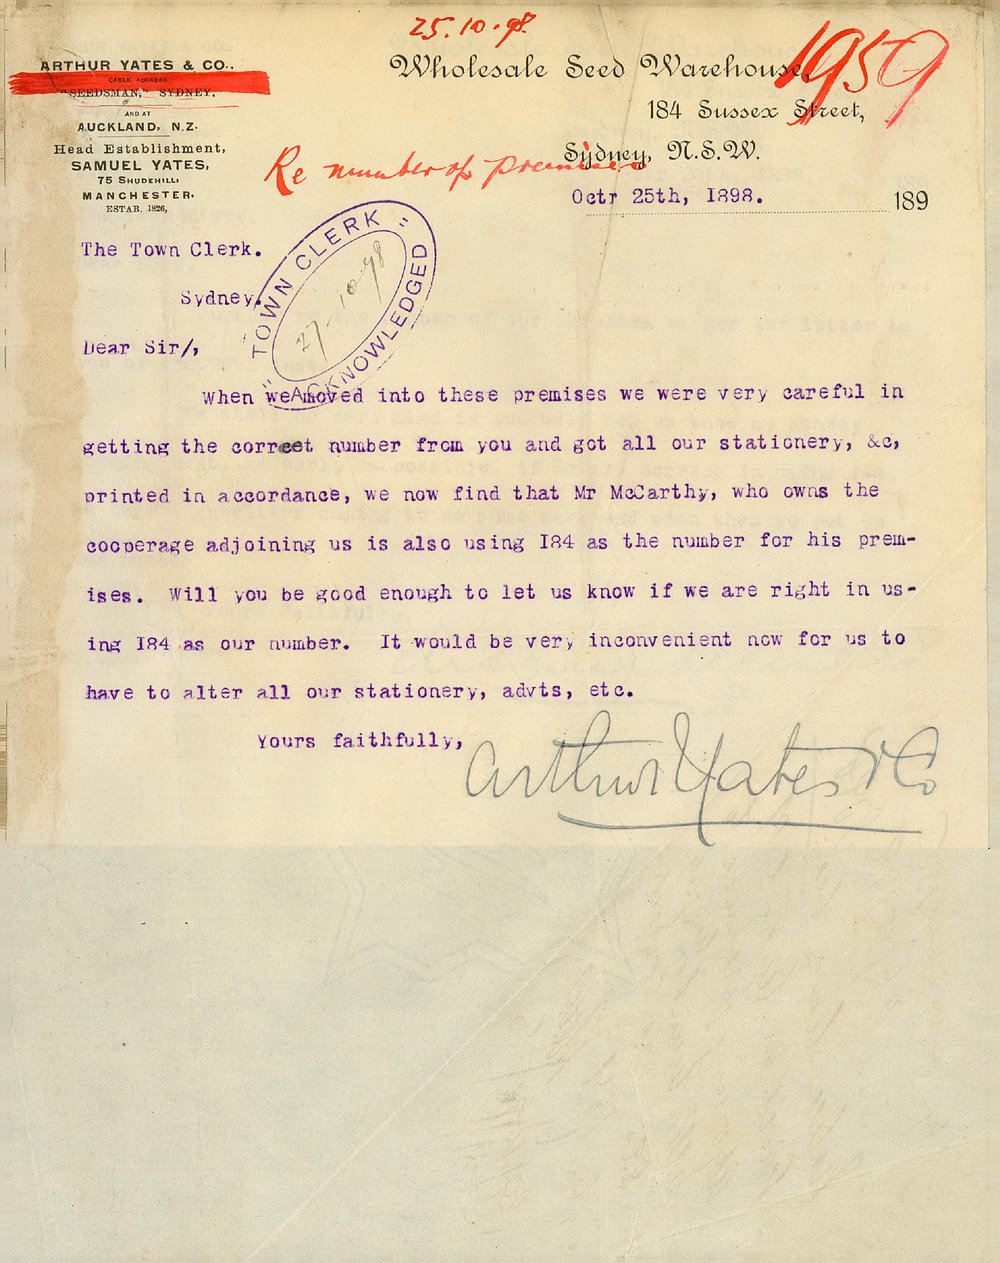 25.10.98.
1959
ARTHUR YATES & CO..
CABLE ADDRESS
"SEEDSMAN," SYDNEY.
AND AT
AUCKLAND, N.Z.
Head Establishment,
SAMUEL YATES,
75 SHUDEHILL,
MANCHESTER.
ESTAB. 1826,
Wholesale Seed Warehouse,
184 Sussex Street,
Sydney, N.S.W.
Re number of premises
Octr 25th, 1898. 189
The Town Clerk.
Sydney.
"TOWN CLERK"
27-10-98
ACKNOWLEDGED
Dear Sir/,
When we moved into these premises we were very careful in
getting the correct number from you and got all our stationery, &c,
printed in accordance, we now find that Mr McCarthy, who owns the
cooperage adjoining us is also using I84 as the number for his prem-
ises. Will you be good enough to let us know if we are right in us-
ing I84 as our number. It would be very inconvenient now for us to
have to alter all our stationery, advts, etc.
Yours faithfully,
Arthur Yates & Co